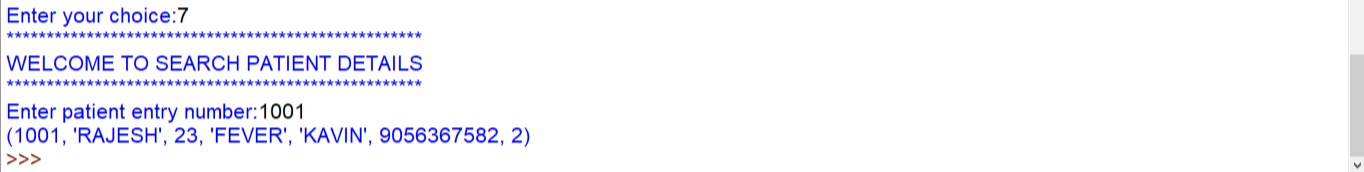 Enter your choice:7
****************************************************
WELCOME TO SEARCH PATIENT DETAILS
****************************************************
Enter patient entry number:1001
(1001, 'RAJESH', 23, 'FEVER', 'KAVIN', 9056367582, 2)
>>>